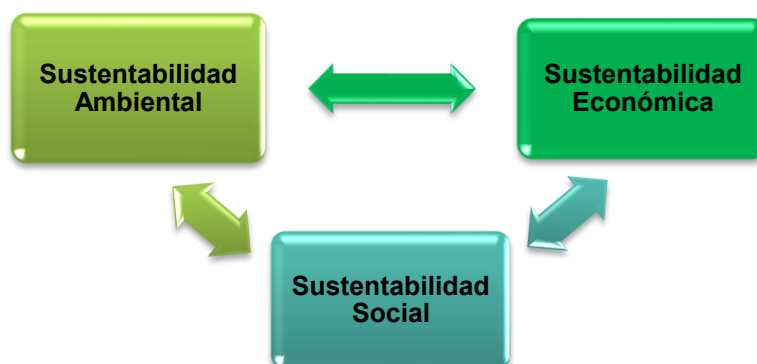 Sustentabilidad
Ambiental
Sustentabilidad
Económica
Sustentabilidad
Social